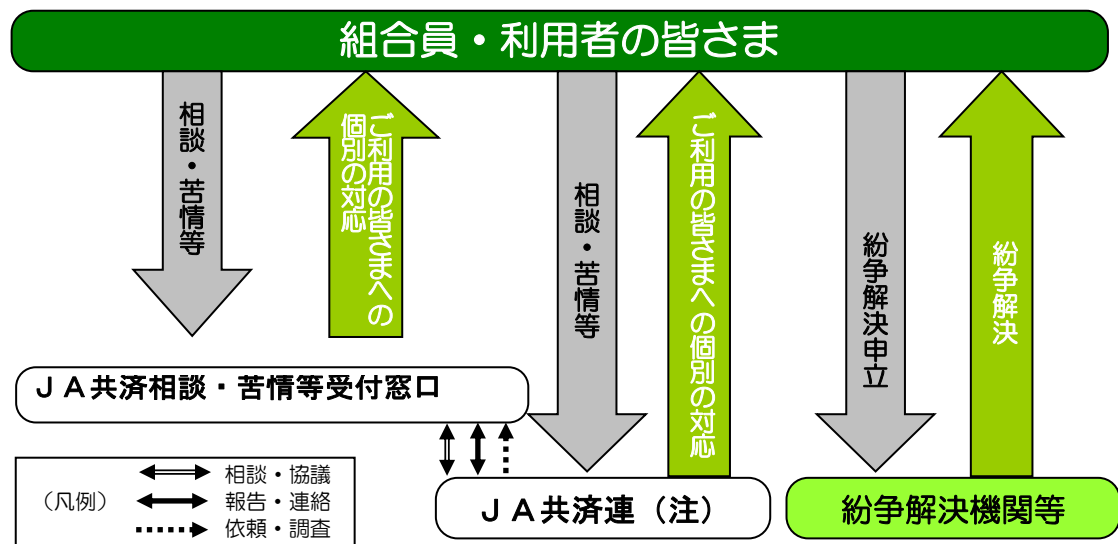 組合員・利用者の皆さま
相談・苦情等
ご利用の皆さまへの
個別の対応
相談・苦情等
ご利用の皆さまへの個別の対応
紛争解決申立
紛争解決
ＪＡ共済相談・苦情等受付窓口
ＪＡ共済連（注）
紛争解決機関等
（凡例）
相談・協議
報告・連絡
依頼・調査